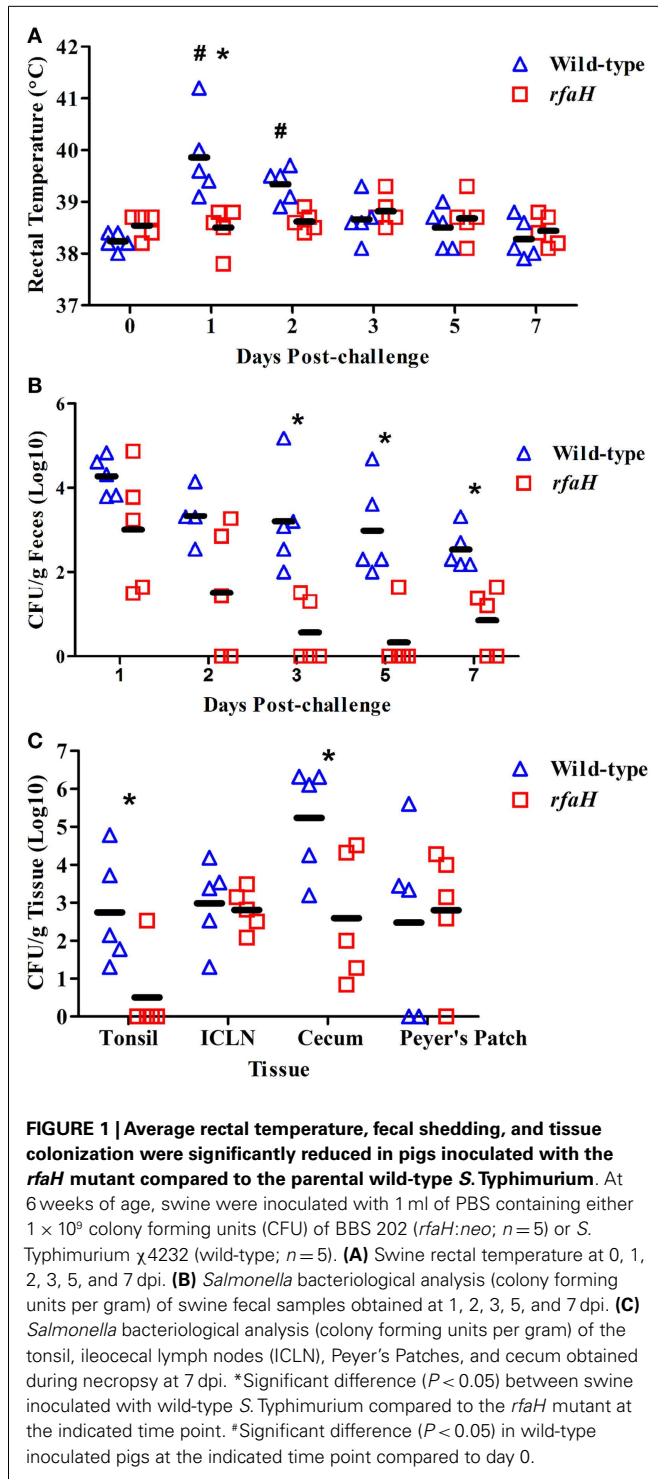 A
Rectal Temperature (°C)
42
41
40
39
38
37
# *
#
Wild-type
rfaH
0 1 2 3 5 7
Days Post-challenge
B
CFU/g Feces (Log10)
6
4
2
0
* * *
Wild-type
rfaH
1 2 3 5 7
Days Post-challenge
C
CFU/g Tissue (Log10)
7
6
5
4
3
2
1
0
* *
Wild-type
rfaH
Tonsil ICLN Cecum Peyer's Patch
Tissue
FIGURE 1 | Average rectal temperature, fecal shedding, and tissue
colonization were significantly reduced in pigs inoculated with the
rfaH mutant compared to the parental wild-type S. Typhimurium. At
6 weeks of age, swine were inoculated with 1 ml of PBS containing either
1 × 10⁹ colony forming units (CFU) of BBS 202 (rfaH:neo; n = 5) or S.
Typhimurium χ4232 (wild-type; n = 5). (A) Swine rectal temperature at 0, 1,
2, 3, 5, and 7 dpi. (B) Salmonella bacteriological analysis (colony forming
units per gram) of swine fecal samples obtained at 1, 2, 3, 5, and 7 dpi. (C)
Salmonella bacteriological analysis (colony forming units per gram) of the
tonsil, ileocecal lymph nodes (ICLN), Peyer's Patches, and cecum obtained
during necropsy at 7 dpi. *Significant difference (P < 0.05) between swine
inoculated with wild-type S. Typhimurium compared to the rfaH mutant at
the indicated time point. #Significant difference (P < 0.05) in wild-type
inoculated pigs at the indicated time point compared to day 0.